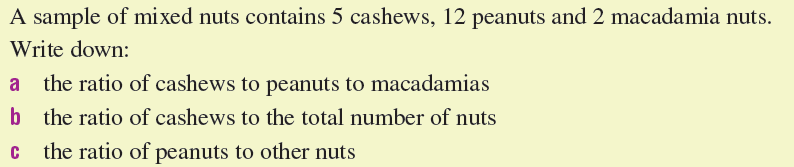 A sample of mixed nuts contains 5 cashews, 12 peanuts and 2 macadamia nuts.
Write down:
a the ratio of cashews to peanuts to macadamias
b the ratio of cashews to the total number of nuts
c the ratio of peanuts to other nuts